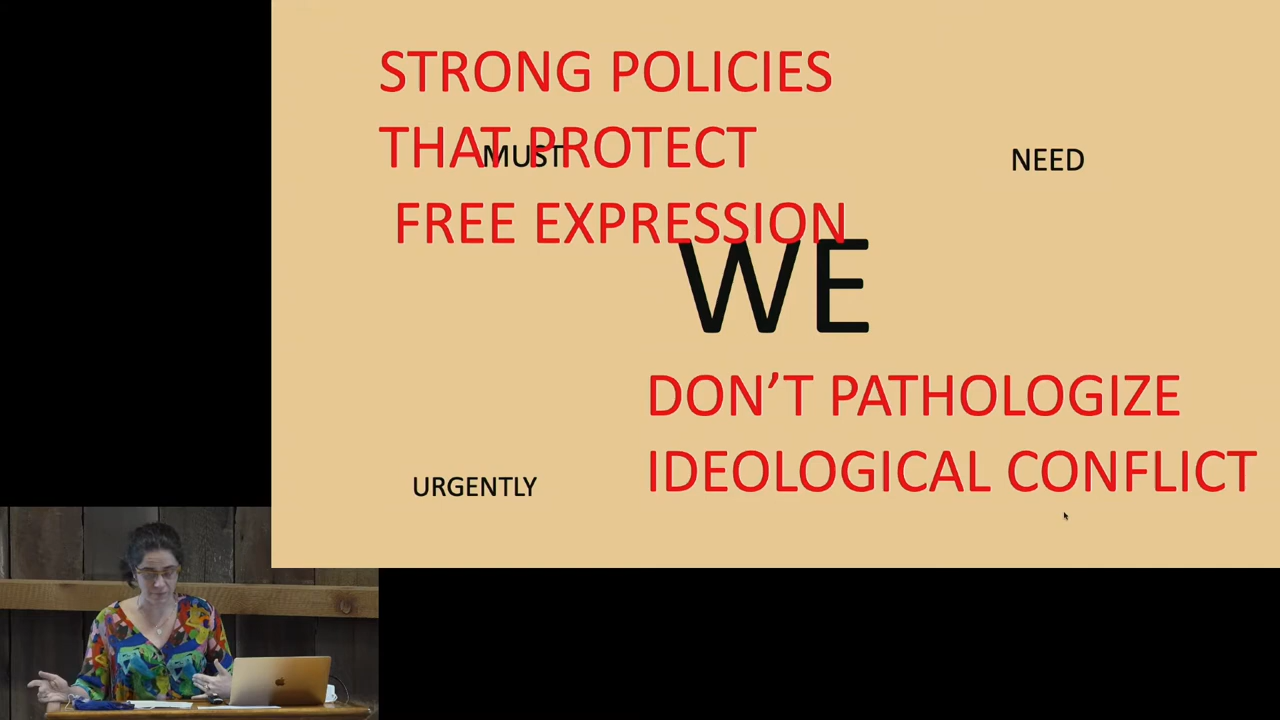 STRONG POLICIES
THAT PROTECT
MUST
NEED
FREE EXPRESSION
WE
DON'T PATHOLOGIZE
IDEOLOGICAL CONFLICT
URGENTLY